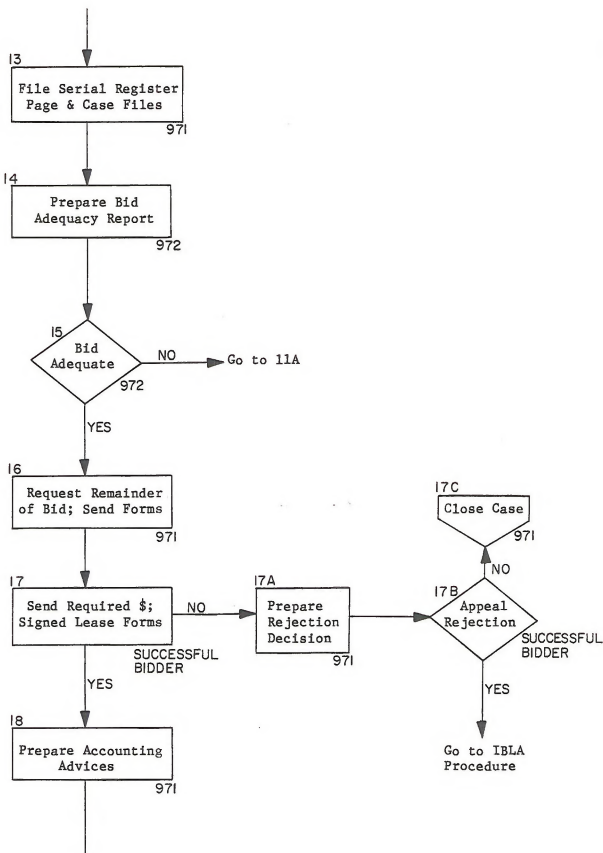 13
File Serial Register
Page & Case Files
971
14
Prepare Bid
Adequacy Report
972
15
Bid
Adequate
972
NO
Go to 11A
YES
16
Request Remainder
of Bid; Send Forms
971
17
Send Required $;
Signed Lease Forms
SUCCESSFUL
BIDDER
NO
17A
Prepare
Rejection
Decision
971
17B
Appeal
Rejection
SUCCESSFUL
BIDDER
NO
17C
Close Case
971
YES
Go to IBLA
Procedure
YES
18
Prepare Accounting
Advices
971